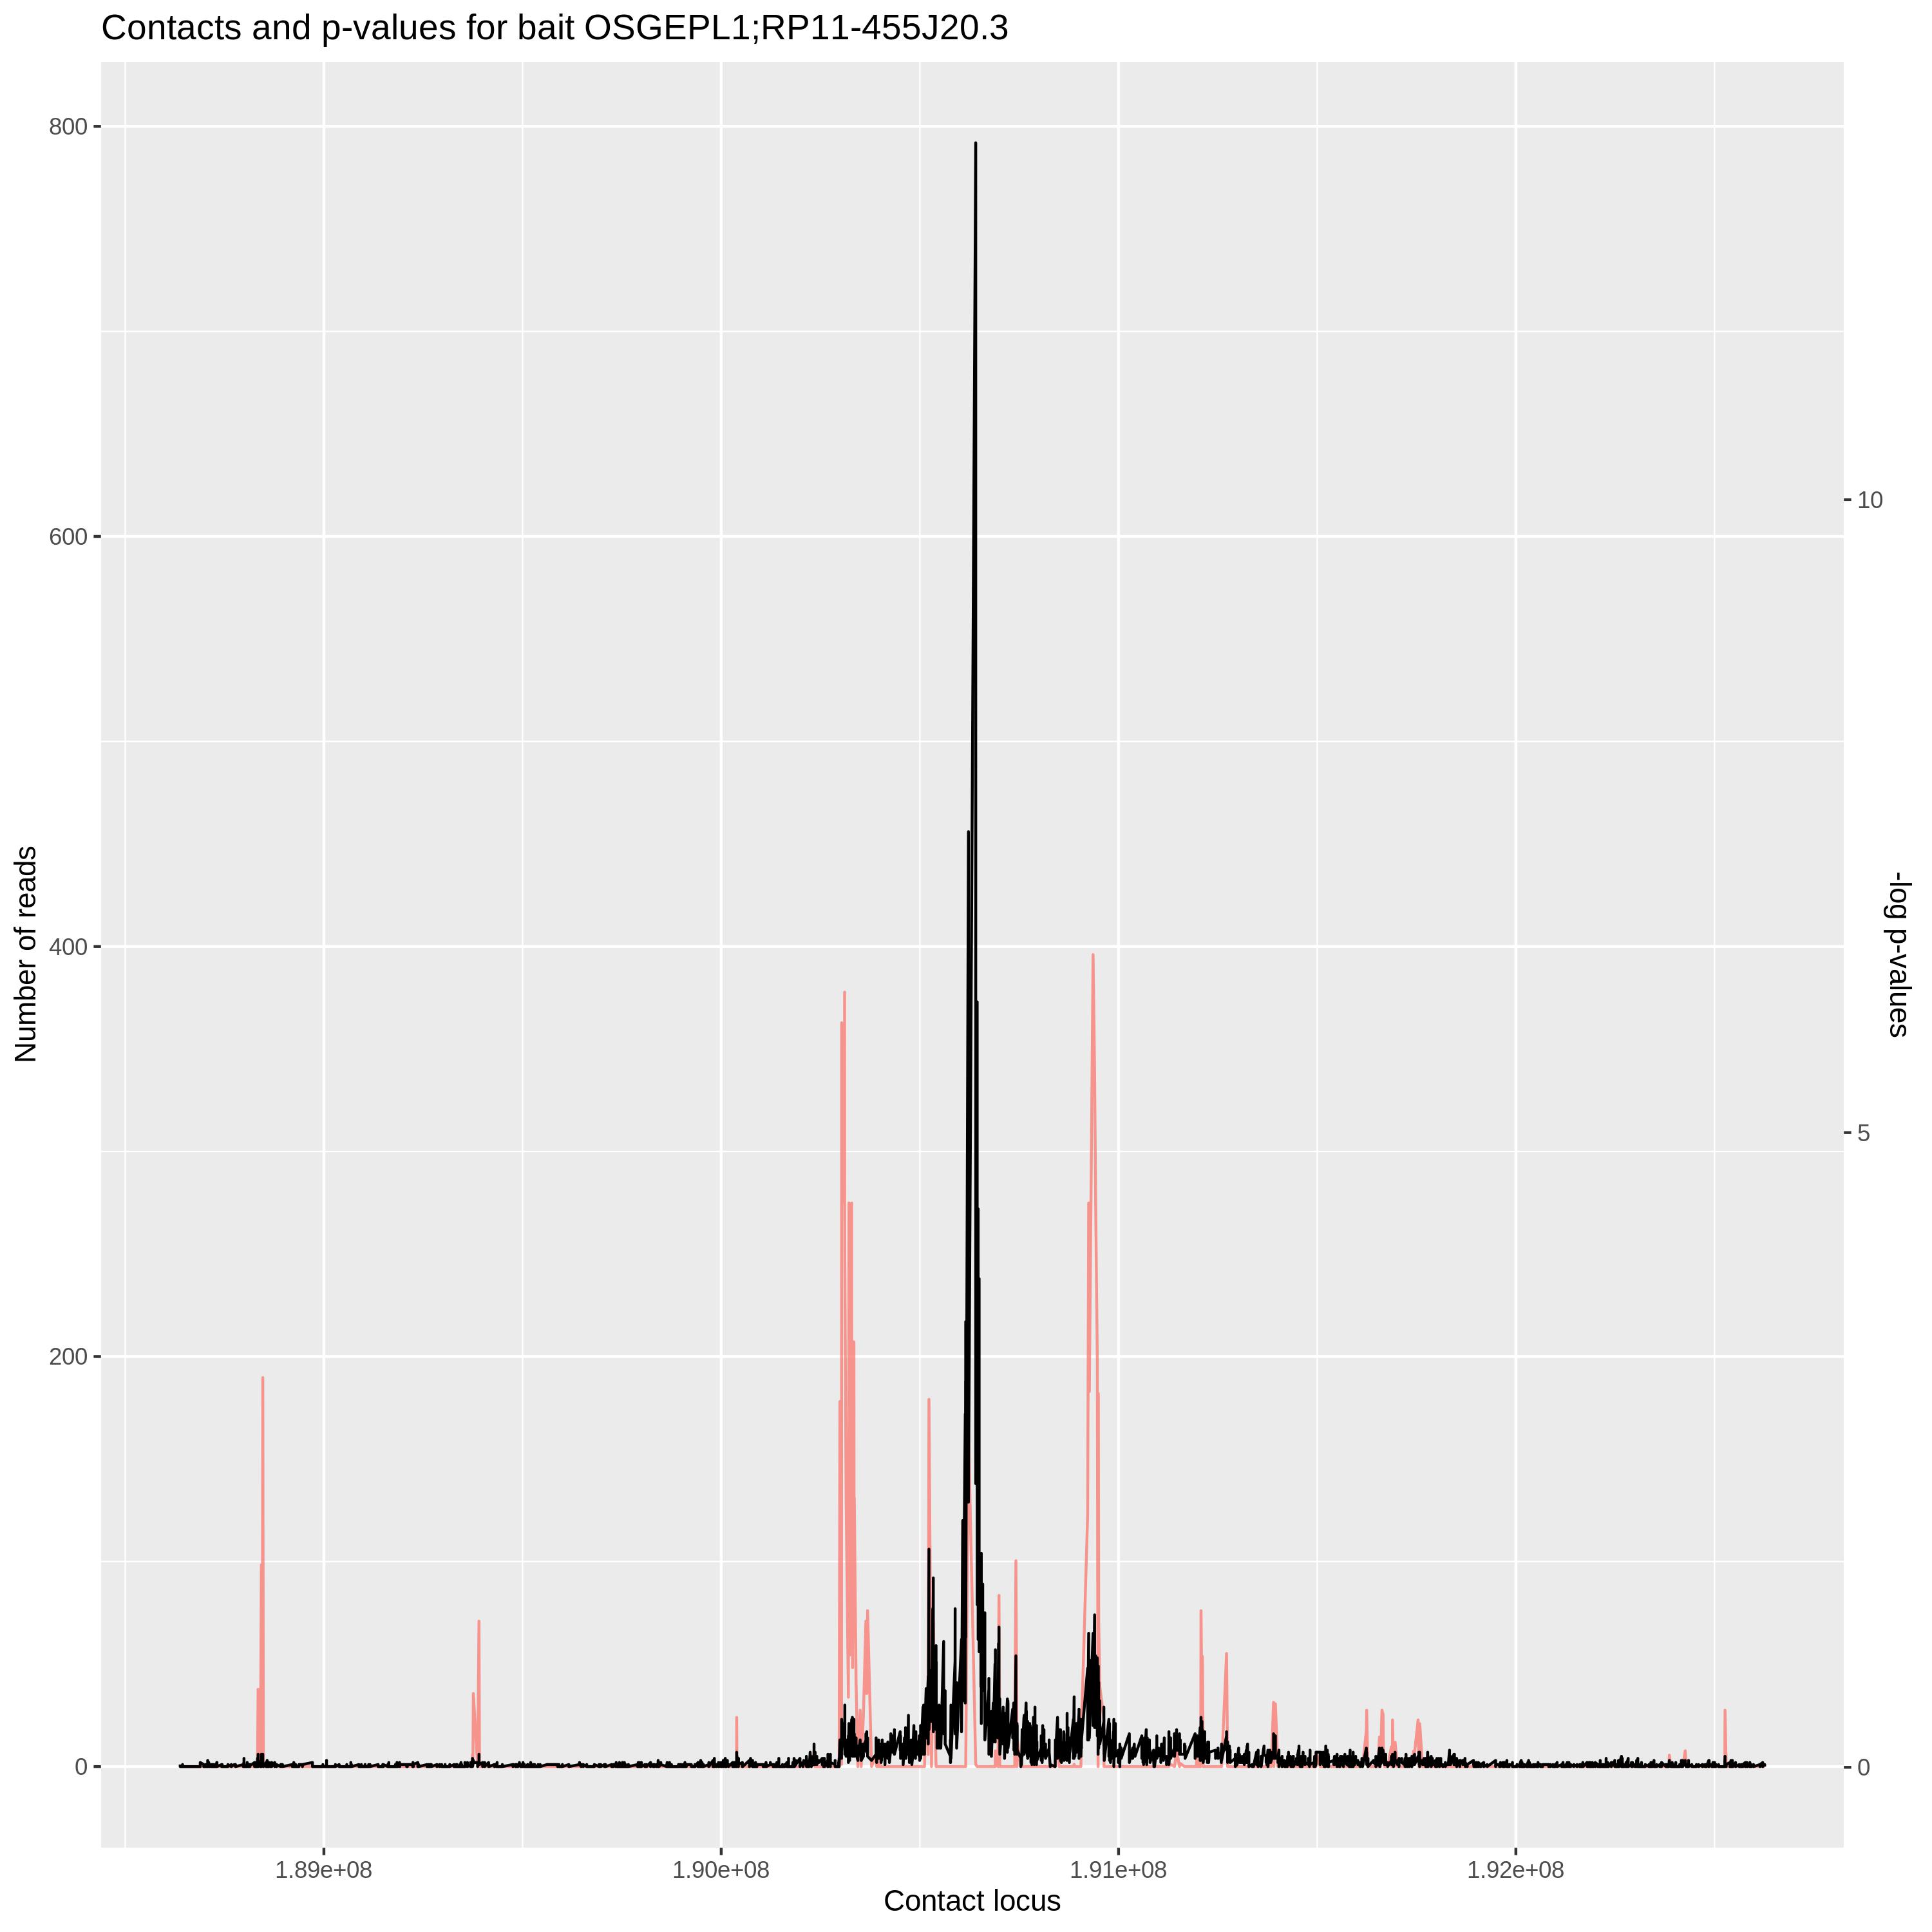 Contacts and p-values for bait OSGEPL1;RP11-455J20.3
800
600
400
200
0
10
5
0
Number of reads
-log p-values
1.89e+08
1.90e+08
1.91e+08
1.92e+08
Contact locus